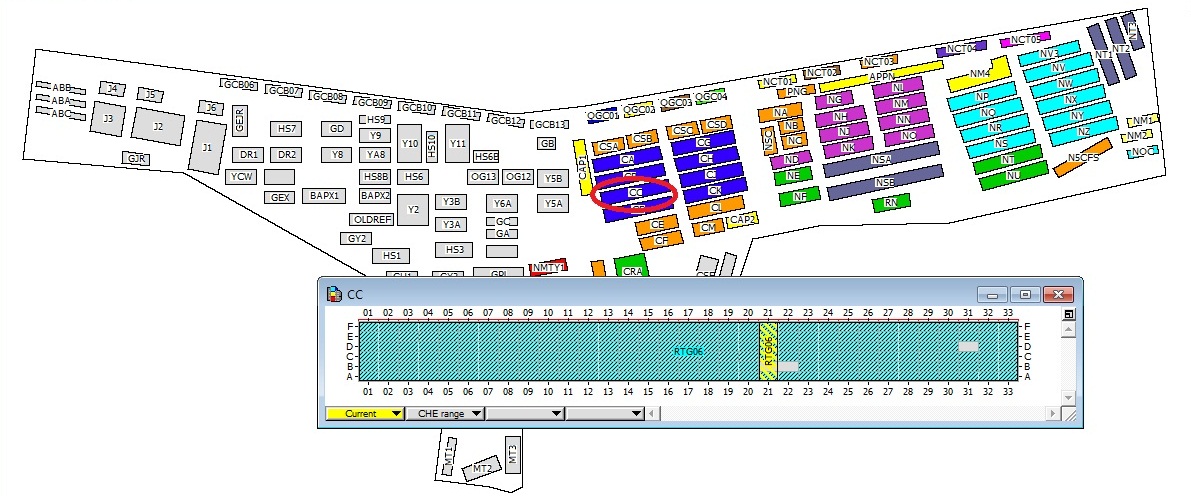 NT3
NCT05
NCT04
NT2
NT1
NV3
NCT03
NCT02
NCT01
APPN
NM4
NV
NW
NX
NY
NZ
NP
NQ
NR
NS
NT
NU
N5CFS
NM1
NM2
NOC
PNG
NL
NM
NN
NO
NG
NH
NJ
NK
NSA
NSB
RN
NA
NB
NC
NSC
ND
NE
NF
ABB
ABA
ABC
J4
J5
J3
J2
J6
J1
GJR
GCB06
GCB07
GCB08
GCB09
GCB10
GCB11
GCB12
GCB13
GEJR
HS7
GD
HS9
Y9
Y10
HS10
Y11
GB
DR1
DR2
Y8
YA8
HS6B
YCW
HS8B
HS6
OG13
OG12
Y5B
GEX
BAPX1
BAPX2
Y2
Y3B
Y6A
Y5A
OLDREF
Y3A
GC
GA
GY2
HS1
HS3
NMTY1
CRA
QGC01
QGC02
QGC03
QGC04
CAP1
CSA
CSB
CSC
CSD
CA
CC
CE
CF
CG
CH
CJ
CK
CL
CM
CAP2
CC
01 02 03 04 05 06 07 08 09 10 11 12 13 14 15 16 17 18 19 20 21 22 23 24 25 26 27 28 29 30 31 32 33
F F
E E
D RTG06 RTG06 D
C C
B B
A A
01 02 03 04 05 06 07 08 09 10 11 12 13 14 15 16 17 18 19 20 21 22 23 24 25 26 27 28 29 30 31 32 33
Current CHE range
MT1
MT2
MT3